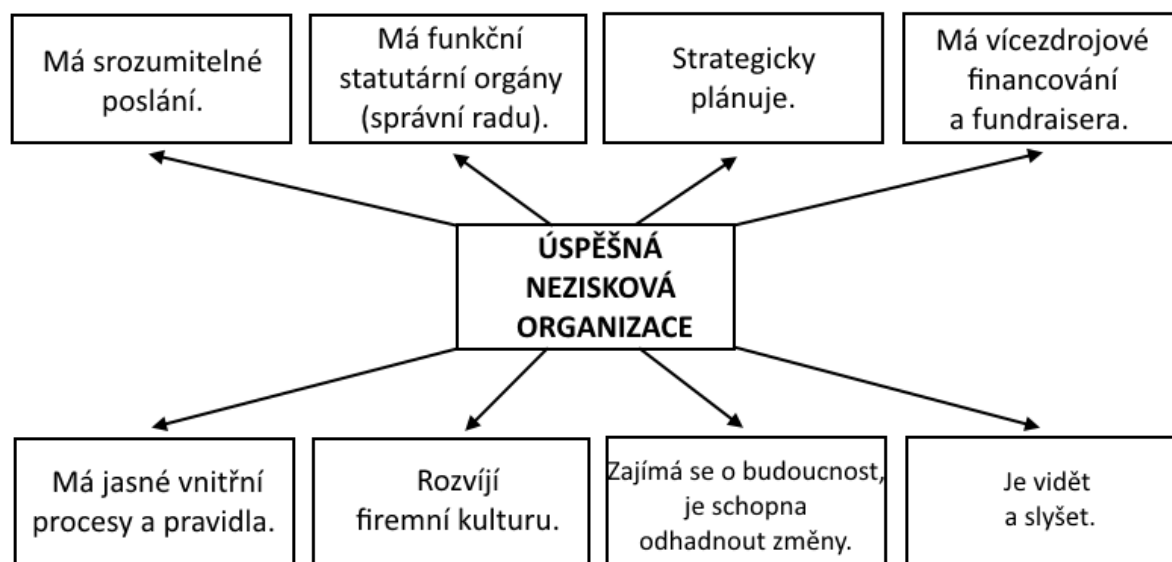 Má srozumitelné
poslání.
Má funkční
statutární orgány
(správní radu).
Strategicky
plánuje.
Má vícezdrojové
financování
a fundraisera.
ÚSPĚŠNÁ
NEZISKOVÁ
ORGANIZACE
Má jasné vnitřní
procesy a pravidla.
Rozvíjí
firemní kulturu.
Zajímá se o budoucnost,
je schopna
odhadnout změny.
Je vidět
a slyšet.